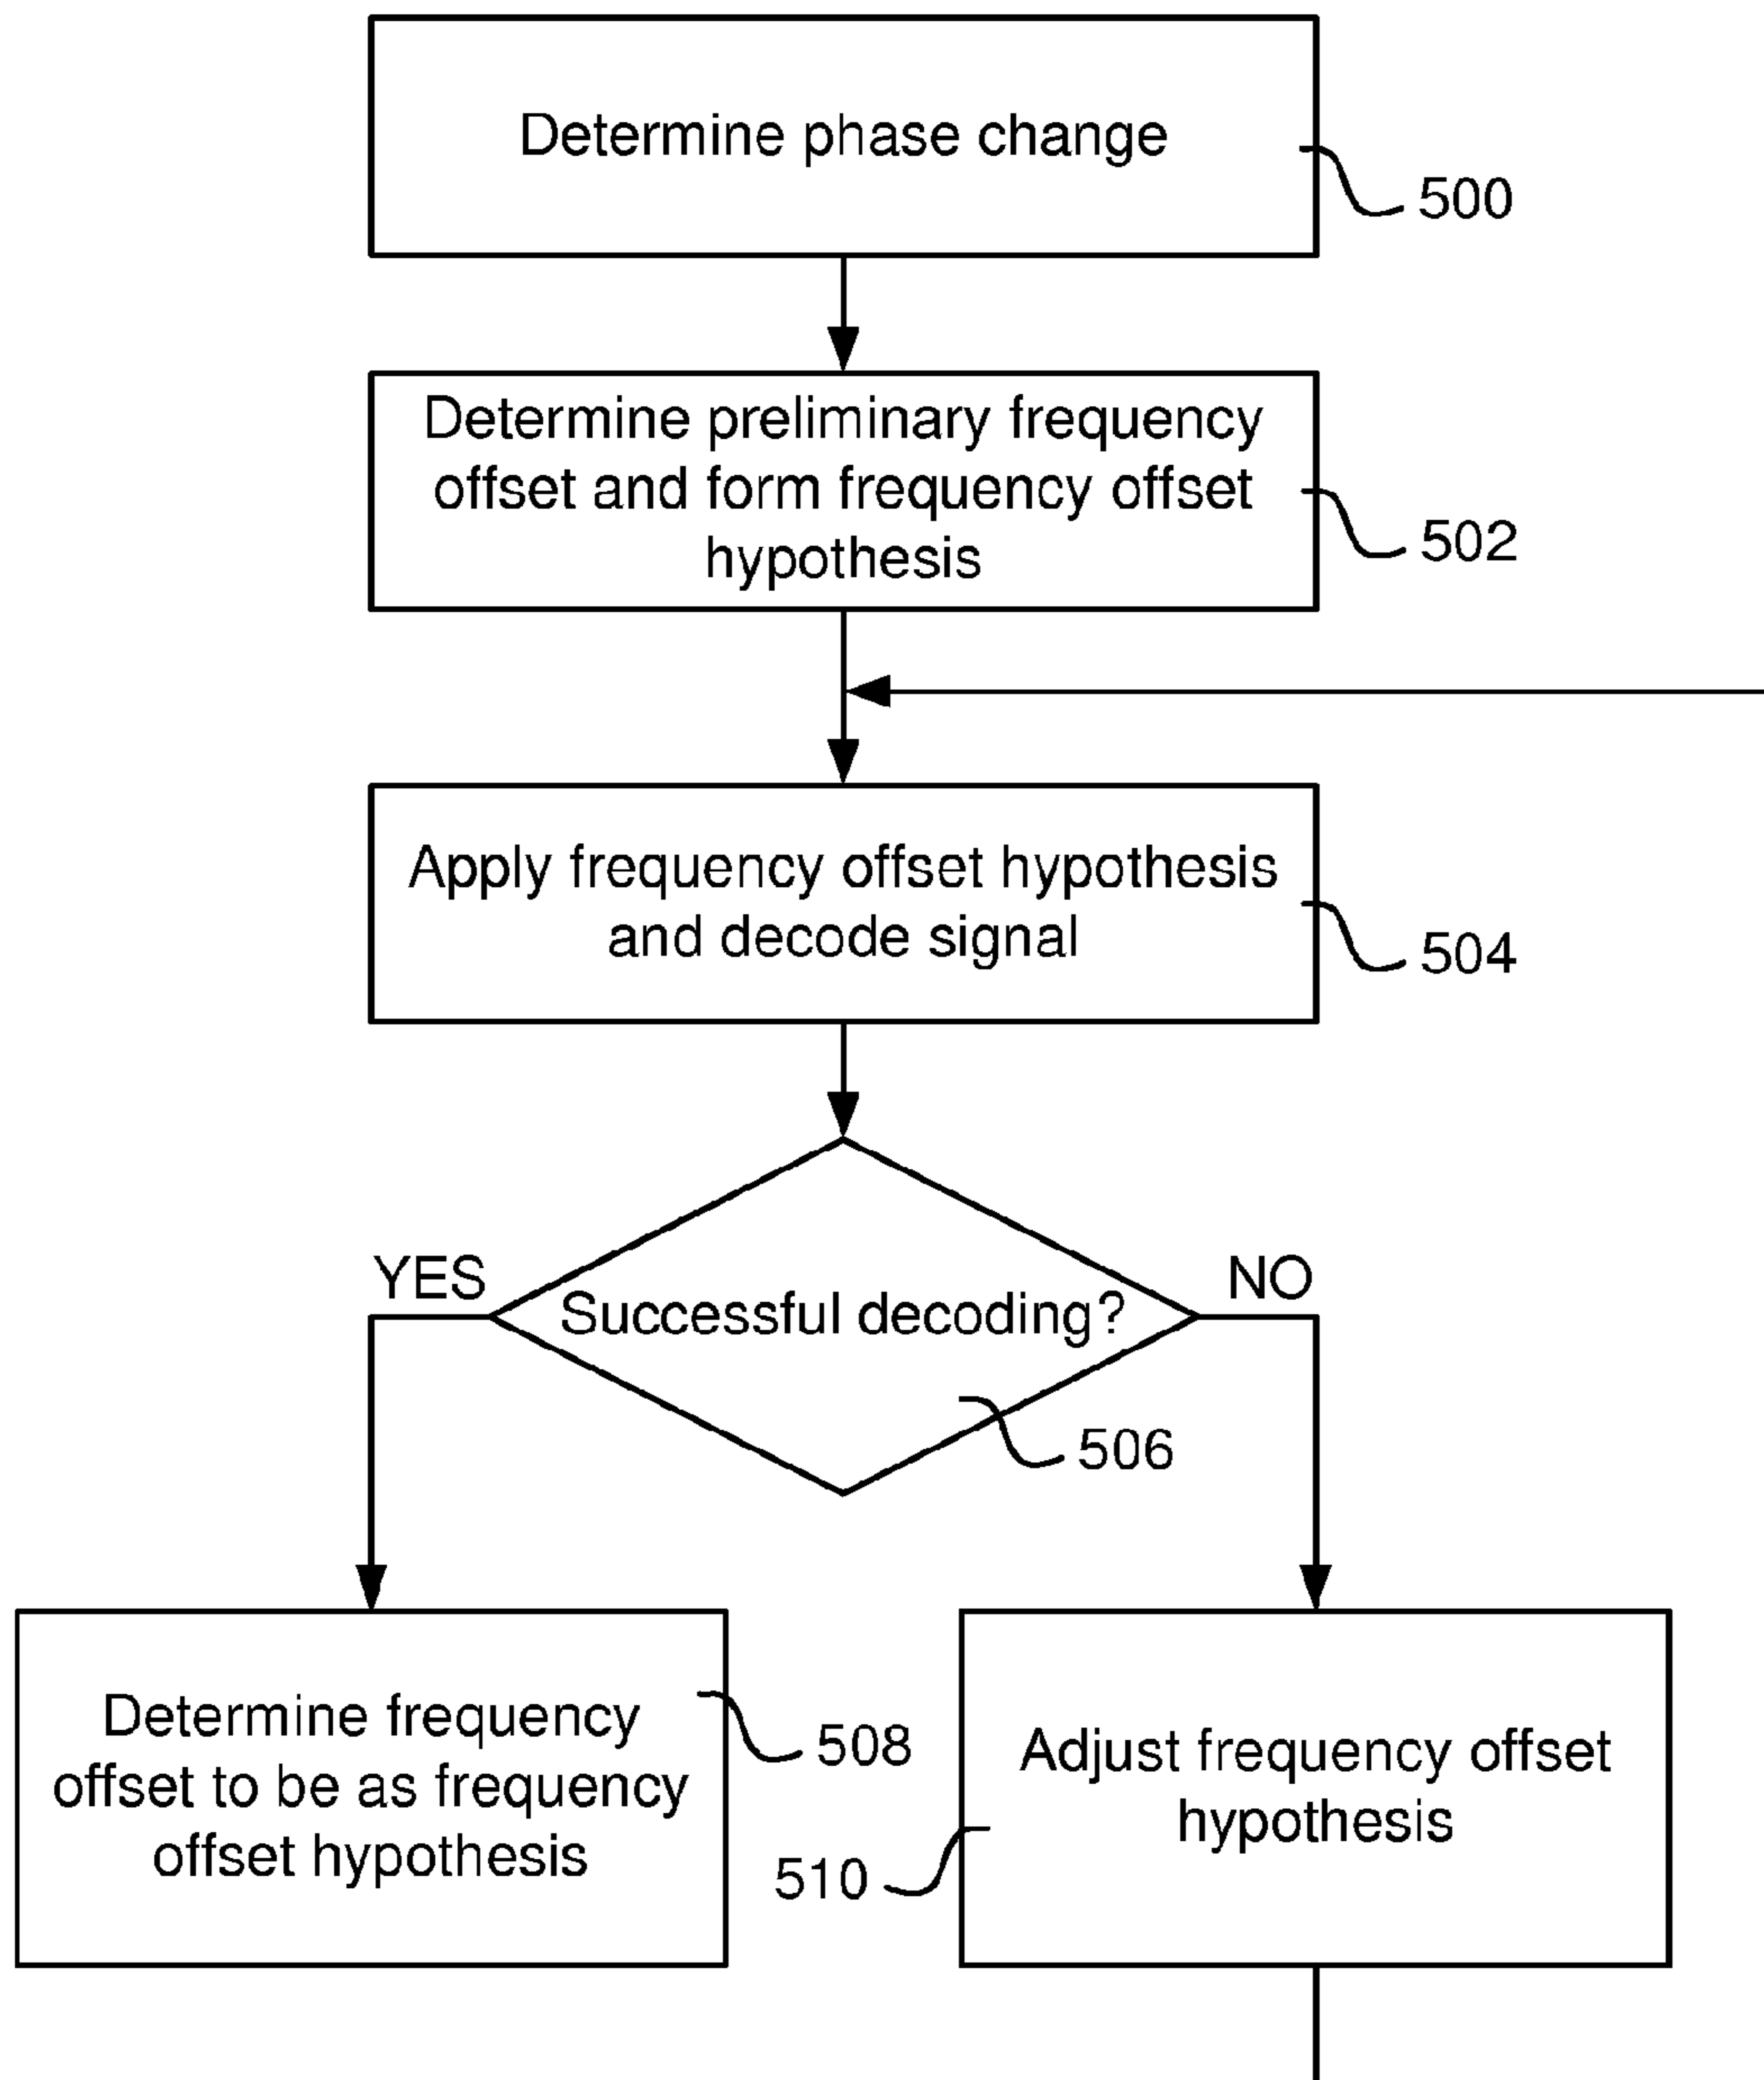 Determine phase change
500
Determine preliminary frequency
offset and form frequency offset
hypothesis
502
Apply frequency offset hypothesis
and decode signal
504
YES
NO
Successful decoding?
506
Determine frequency
offset to be as frequency
offset hypothesis
508
Adjust frequency offset
hypothesis
510